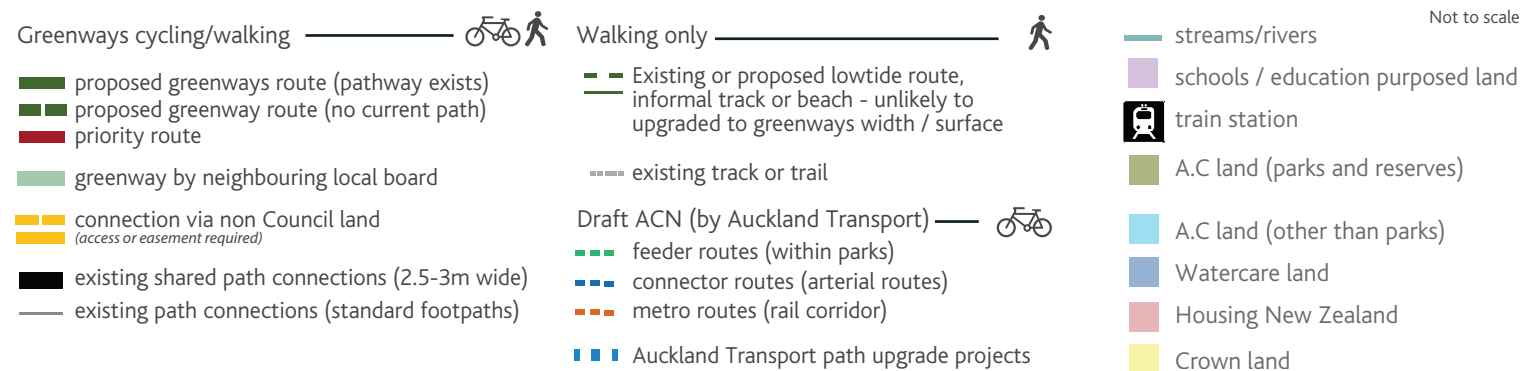 Greenways cycling/walking
proposed greenways route (pathway exists)
proposed greenway route (no current path)
priority route
greenway by neighbouring local board
connection via non Council land
(access or easement required)
existing shared path connections (2.5-3m wide)
existing path connections (standard footpaths)
Walking only
Existing or proposed lowtide route,
informal track or beach - unlikely to
upgraded to greenways width / surface
existing track or trail
Draft ACN (by Auckland Transport)
feeder routes (within parks)
connector routes (arterial routes)
metro routes (rail corridor)
Auckland Transport path upgrade projects
Not to scale
streams/rivers
schools / education purposed land
train station
A.C land (parks and reserves)
A.C land (other than parks)
Watercare land
Housing New Zealand
Crown land